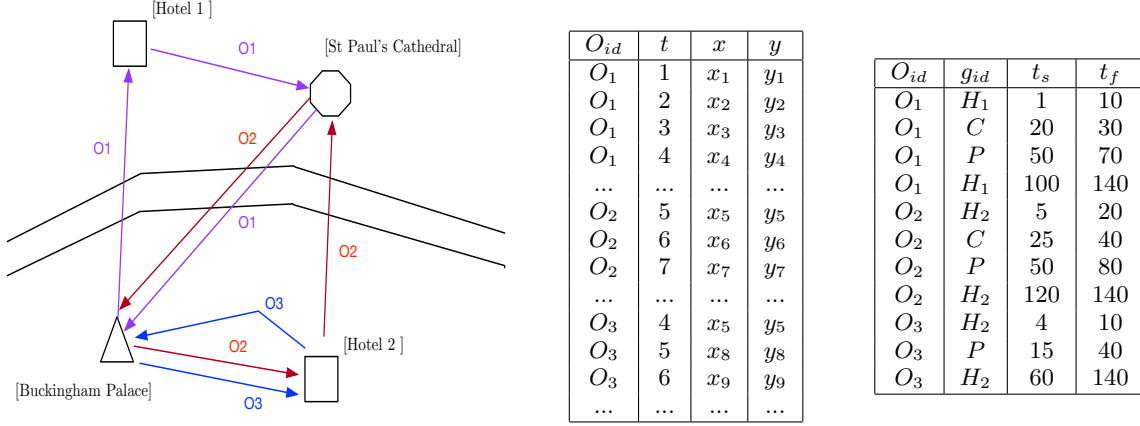 [Hotel 1 ]
O1
[St Paul's Cathedral]
O2
O1
O1
O2
O3
[Hotel 2 ]
O2
[Buckingham Palace]
O3
O_id t x y
O_1 1 x_1 y_1
O_1 2 x_2 y_2
O_1 3 x_3 y_3
O_1 4 x_4 y_4
... ... ... ...
O_2 5 x_5 y_5
O_2 6 x_6 y_6
O_2 7 x_7 y_7
... ... ... ...
O_3 4 x_5 y_5
O_3 5 x_8 y_8
O_3 6 x_9 y_9
... ... ... ...
O_id g_id t_s t_f
O_1 H_1 1 10
O_1 C 20 30
O_1 P 50 70
O_1 H_1 100 140
O_2 H_2 5 20
O_2 C 25 40
O_2 P 50 80
O_2 H_2 120 140
O_3 H_2 4 10
O_3 P 15 40
O_3 H_2 60 140